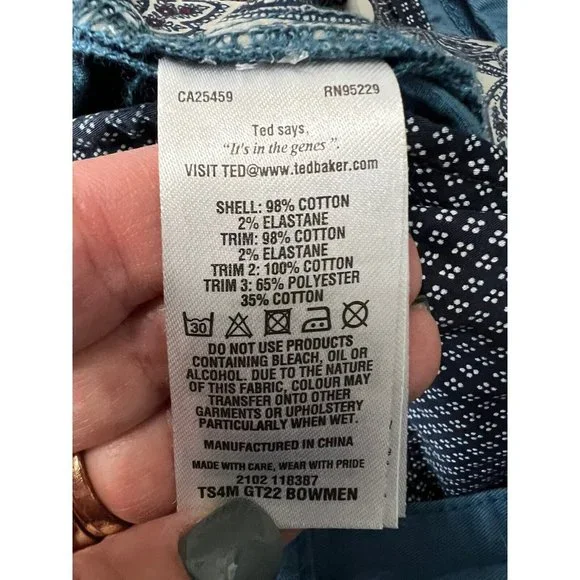 CA25459 RN95229
Ted says,
"It's in the genes".
VISIT TED@www.tedbaker.com
SHELL: 98% COTTON
2% ELASTANE
TRIM: 98% COTTON
2% ELASTANE
TRIM 2: 100% COTTON
TRIM 3: 65% POLYESTER
35% COTTON
30
DO NOT USE PRODUCTS
CONTAINING BLEACH, OIL OR
ALCOHOL. DUE TO THE NATURE
OF THIS FABRIC, COLOUR MAY
TRANSFER ONTO OTHER
GARMENTS OR UPHOLSTERY
PARTICULARLY WHEN WET.
MANUFACTURED IN CHINA
MADE WITH CARE, WEAR WITH PRIDE
2102 118387
TS4M GT22 BOWMEN